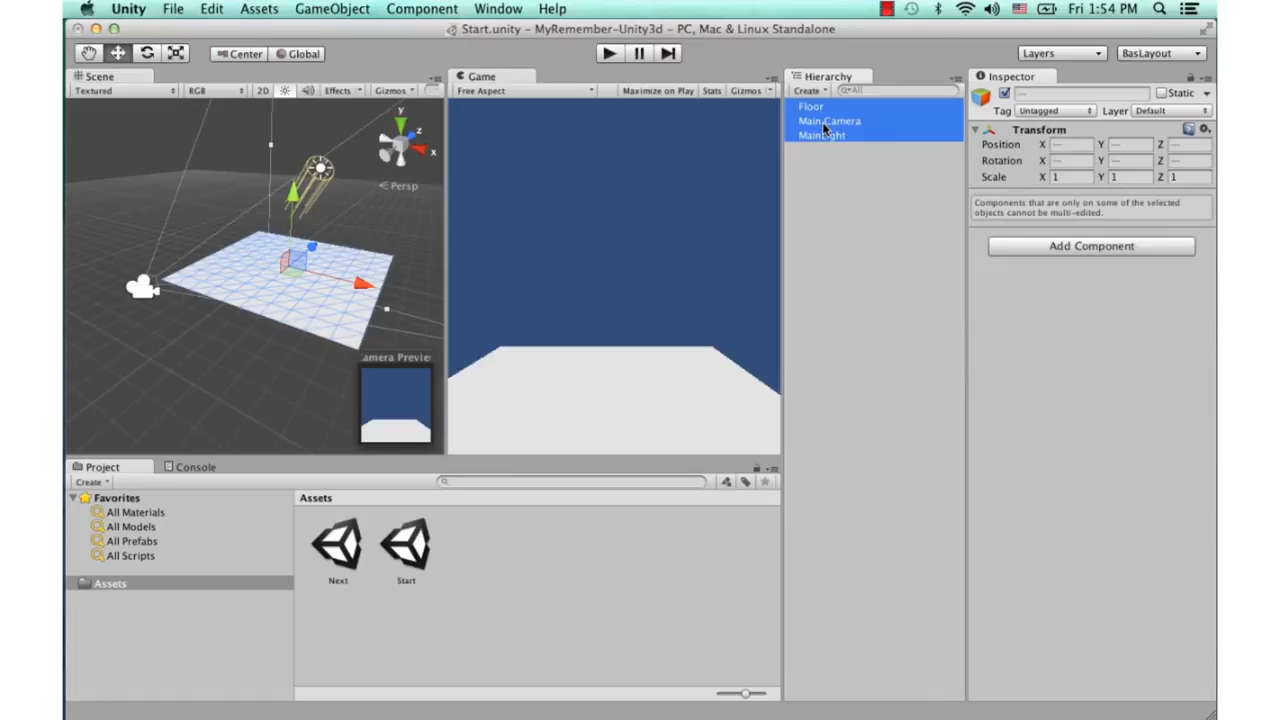 Unity File Edit Assets GameObject Component Window Help Fri 1:54 PM
Start.unity - MyRemember-Unity3d - PC, Mac & Linux Standalone
Center Global Layers BasLayout
Scene Game Hierarchy Inspector
Textured RGB 2D Effects Gizmos Free Aspect Maximize on Play Stats Gizmos Create All
Static
Floor
Tag Untagged Layer Default
Main Camera
Transform
MainLight
Position X — Y — Z —
Rotation X — Y — Z —
Scale X 1 Y 1 Z 1
y
z
x
Persp
Components that are only on some of the selected
objects cannot be multi-edited.
Add Component
amera Previe
Project Console
Create
Favorites Assets
All Materials
All Models
All Prefabs
All Scripts
Assets
Next Start